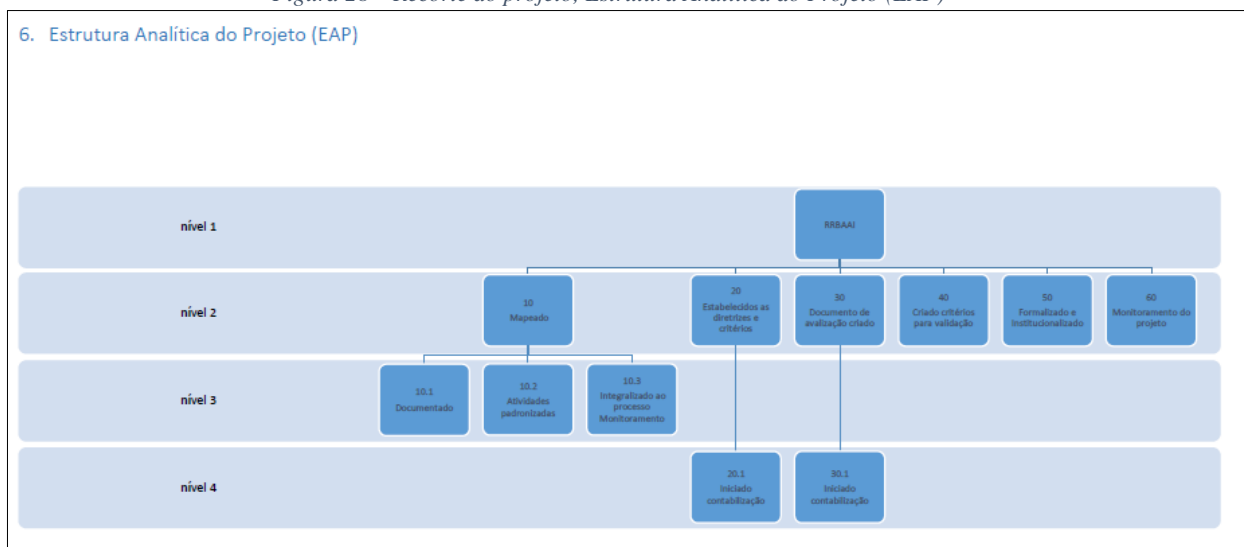 6. Estrutura Analítica do Projeto (EAP)
nível 1
RRBAAI
nível 2
10
Mapeado
20
Estabelecidos as
diretrizes e
critérios
30
Documento de
avalização criado
40
Criado critérios
para validação
50
Formalizado e
Institucionalizado
60
Monitoramento do
projeto
nível 3
10.1
Documentado
10.2
Atividades
padronizadas
10.3
Integralizado ao
processo
Monitoramento
nível 4
20.1
Iniciado
contabilização
30.1
Iniciado
contabilização